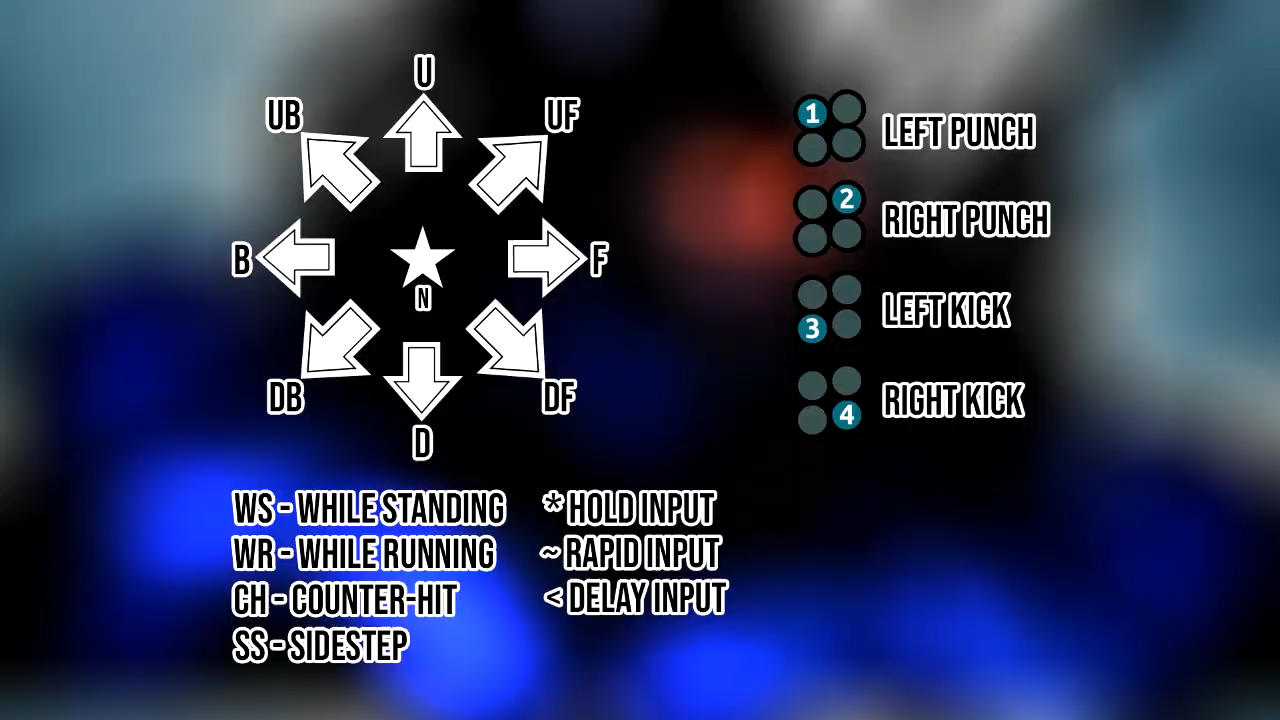 U
UB
UF
B
F
N
DB
DF
D
1 LEFT PUNCH
2 RIGHT PUNCH
3 LEFT KICK
4 RIGHT KICK
WS - WHILE STANDING
WR - WHILE RUNNING
CH - COUNTER-HIT
SS - SIDESTEP
* HOLD INPUT
~ RAPID INPUT
< DELAY INPUT